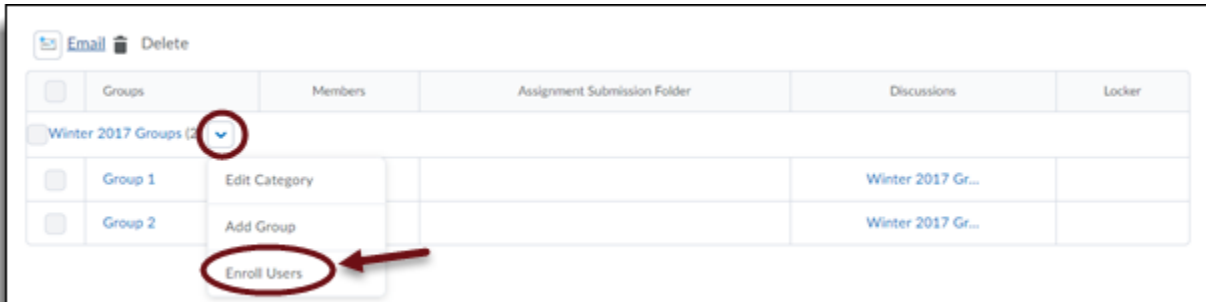 Email Delete
Groups Members Assignment Submission Folder Discussions Locker
Winter 2017 Groups (2
Group 1 Edit Category Winter 2017 Gr...
Group 2 Add Group Winter 2017 Gr...
Enroll Users